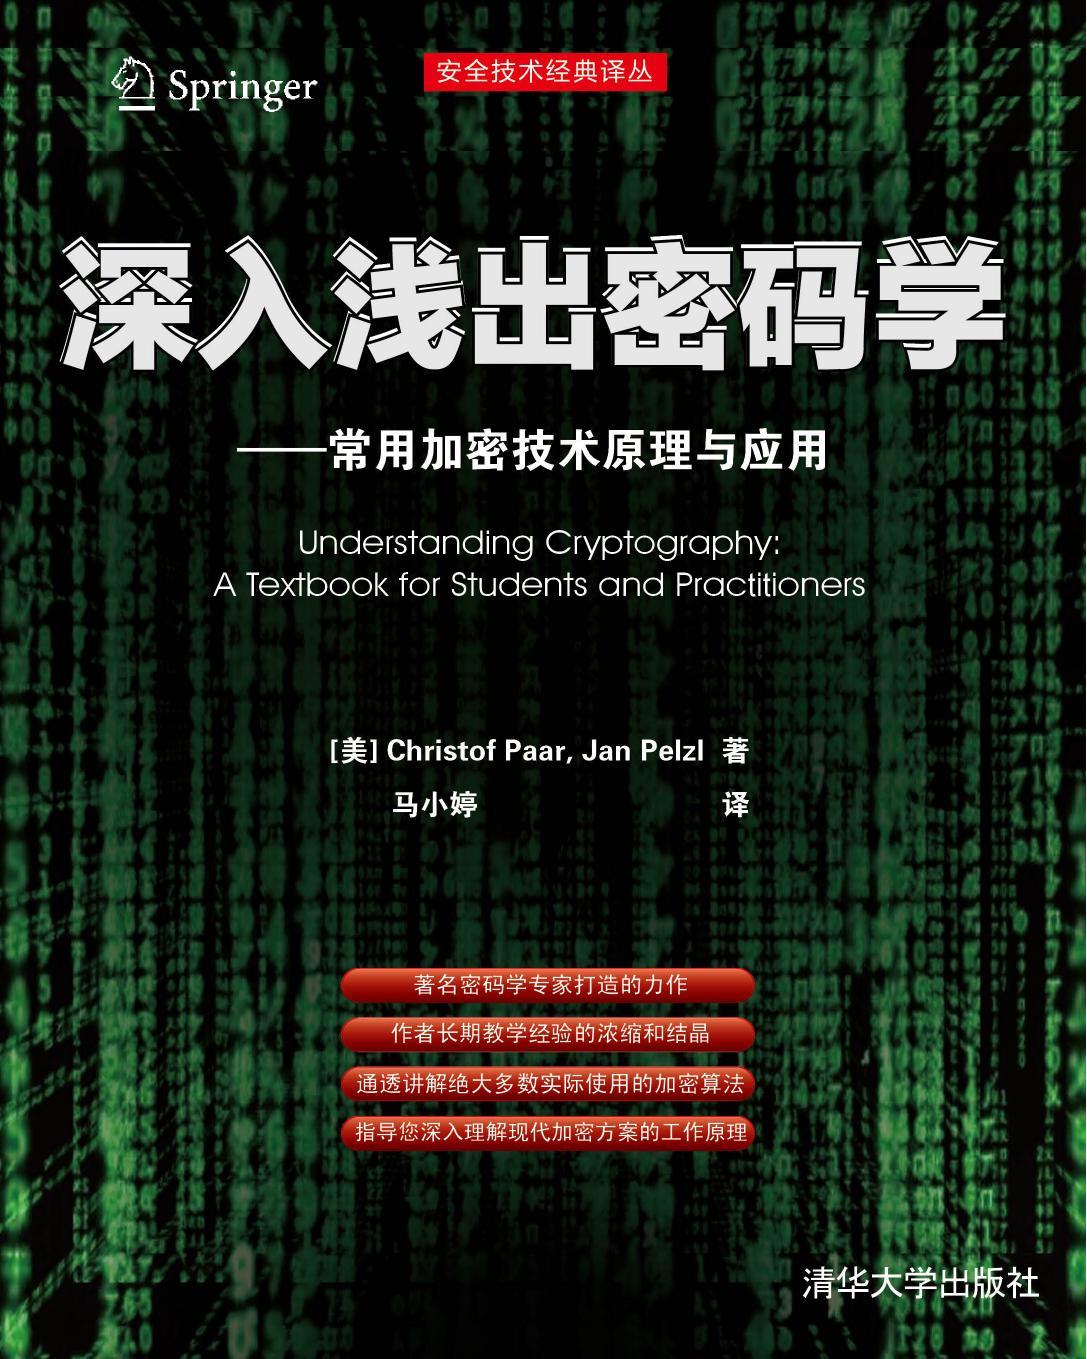 Springer
安全技术经典译丛
深入浅出密码学
——常用加密技术原理与应用
Understanding Cryptography:
A Textbook for Students and Practitioners
[美] Christof Paar, Jan Pelzl 著
马小婷 译
著名密码学专家打造的力作
作者长期教学经验的浓缩和结晶
通透讲解绝大多数实际使用的加密算法
指导您深入理解现代加密方案的工作原理
清华大学出版社